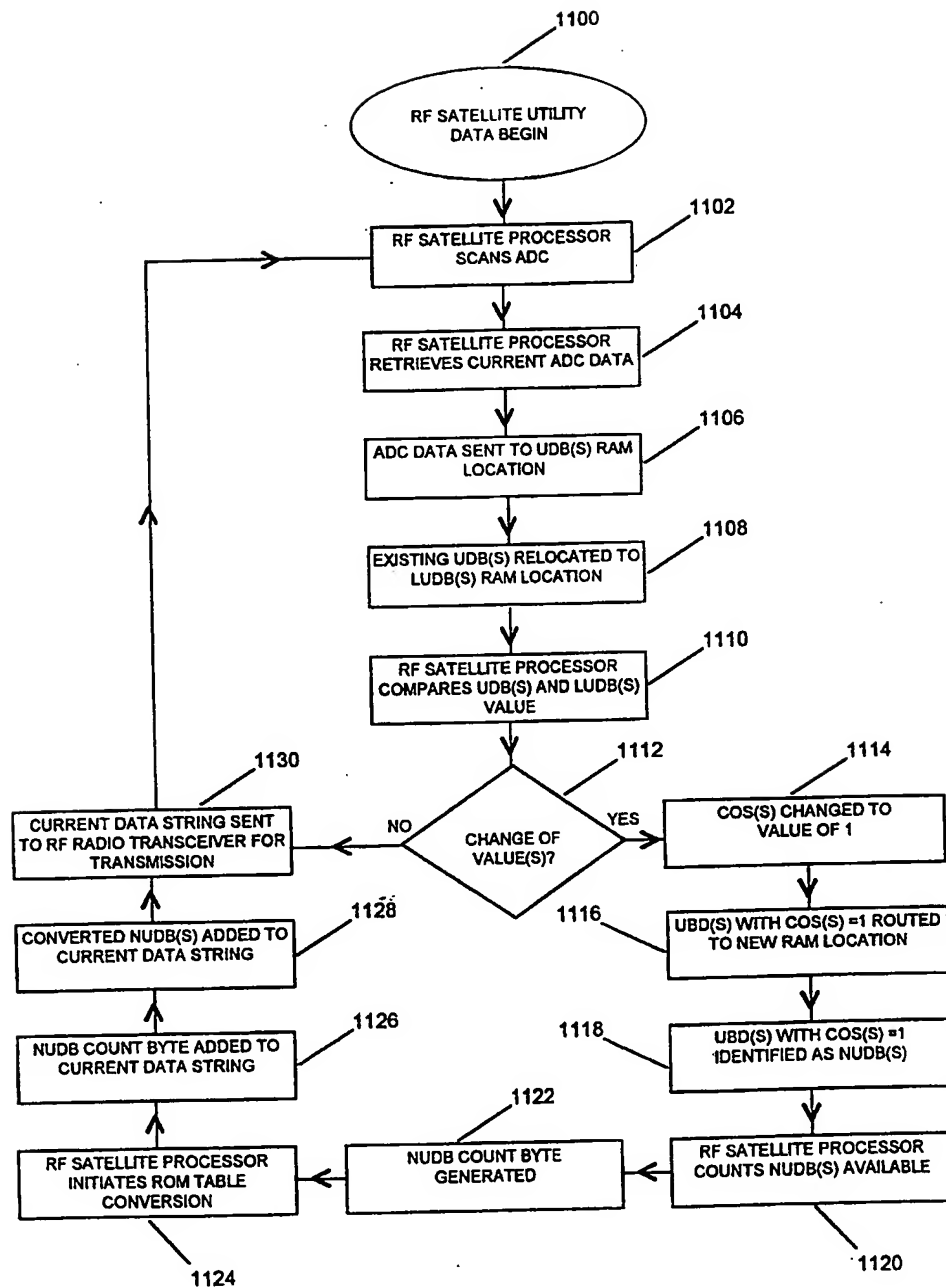 1100
RF SATELLITE UTILITY
DATA BEGIN
1102
RF SATELLITE PROCESSOR
SCANS ADC
1104
RF SATELLITE PROCESSOR
RETRIEVES CURRENT ADC DATA
1106
ADC DATA SENT TO UDB(S) RAM
LOCATION
1108
EXISTING UDB(S) RELOCATED TO
LUDB(S) RAM LOCATION
1110
RF SATELLITE PROCESSOR
COMPARES UDB(S) AND LUDB(S)
VALUE
1112
CHANGE OF
VALUE(S)?
NO
YES
1114
COS(S) CHANGED TO
VALUE OF 1
1116
UBD(S) WITH COS(S) =1 ROUTED
TO NEW RAM LOCATION
1118
UBD(S) WITH COS(S) =1
IDENTIFIED AS NUDB(S)
RF SATELLITE PROCESSOR
COUNTS NUDB(S) AVAILABLE
1120
1122
NUDB COUNT BYTE
GENERATED
RF SATELLITE PROCESSOR
INITIATES ROM TABLE
CONVERSION
1124
1126
NUDB COUNT BYTE ADDED TO
CURRENT DATA STRING
1128
CONVERTED NUDB(S) ADDED TO
CURRENT DATA STRING
1130
CURRENT DATA STRING SENT
TO RF RADIO TRANSCEIVER FOR
TRANSMISSION